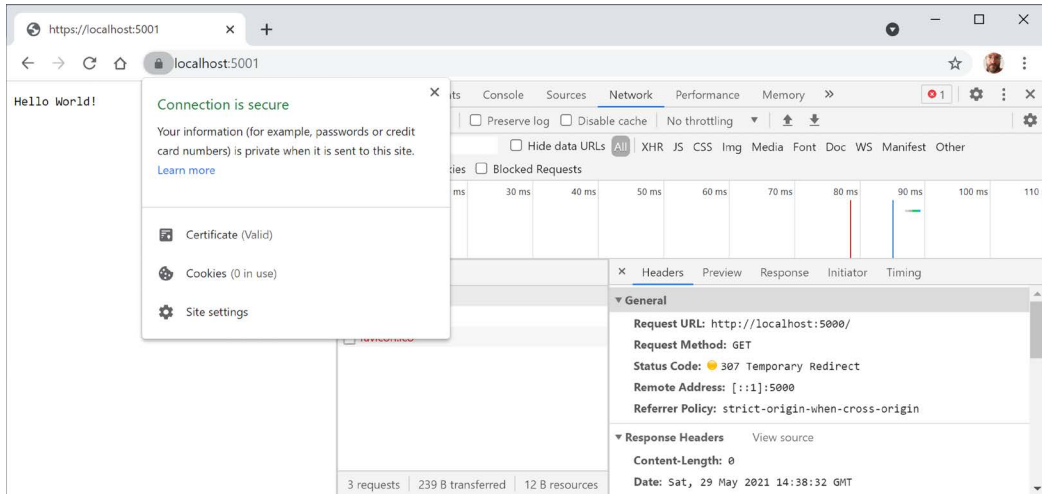 https://localhost:5001
localhost:5001
Hello World!
Connection is secure
Your information (for example, passwords or credit
card numbers) is private when it is sent to this site.
Learn more
Certificate (Valid)
Cookies (0 in use)
Site settings
Console Sources Network Performance Memory 1
Preserve log Disable cache No throttling
Hide data URLs All XHR JS CSS Img Media Font Doc WS Manifest Other
Blocked Requests
ms 30 ms 40 ms 50 ms 60 ms 70 ms 80 ms 90 ms 100 ms 110
Headers Preview Response Initiator Timing
General
Request URL: http://localhost:5000/
Request Method: GET
Status Code: 307 Temporary Redirect
Remote Address: [::1]:5000
Referrer Policy: strict-origin-when-cross-origin
Response Headers View source
Content-Length: 0
Date: Sat, 29 May 2021 14:38:32 GMT
3 requests 239 B transferred 12 B resources